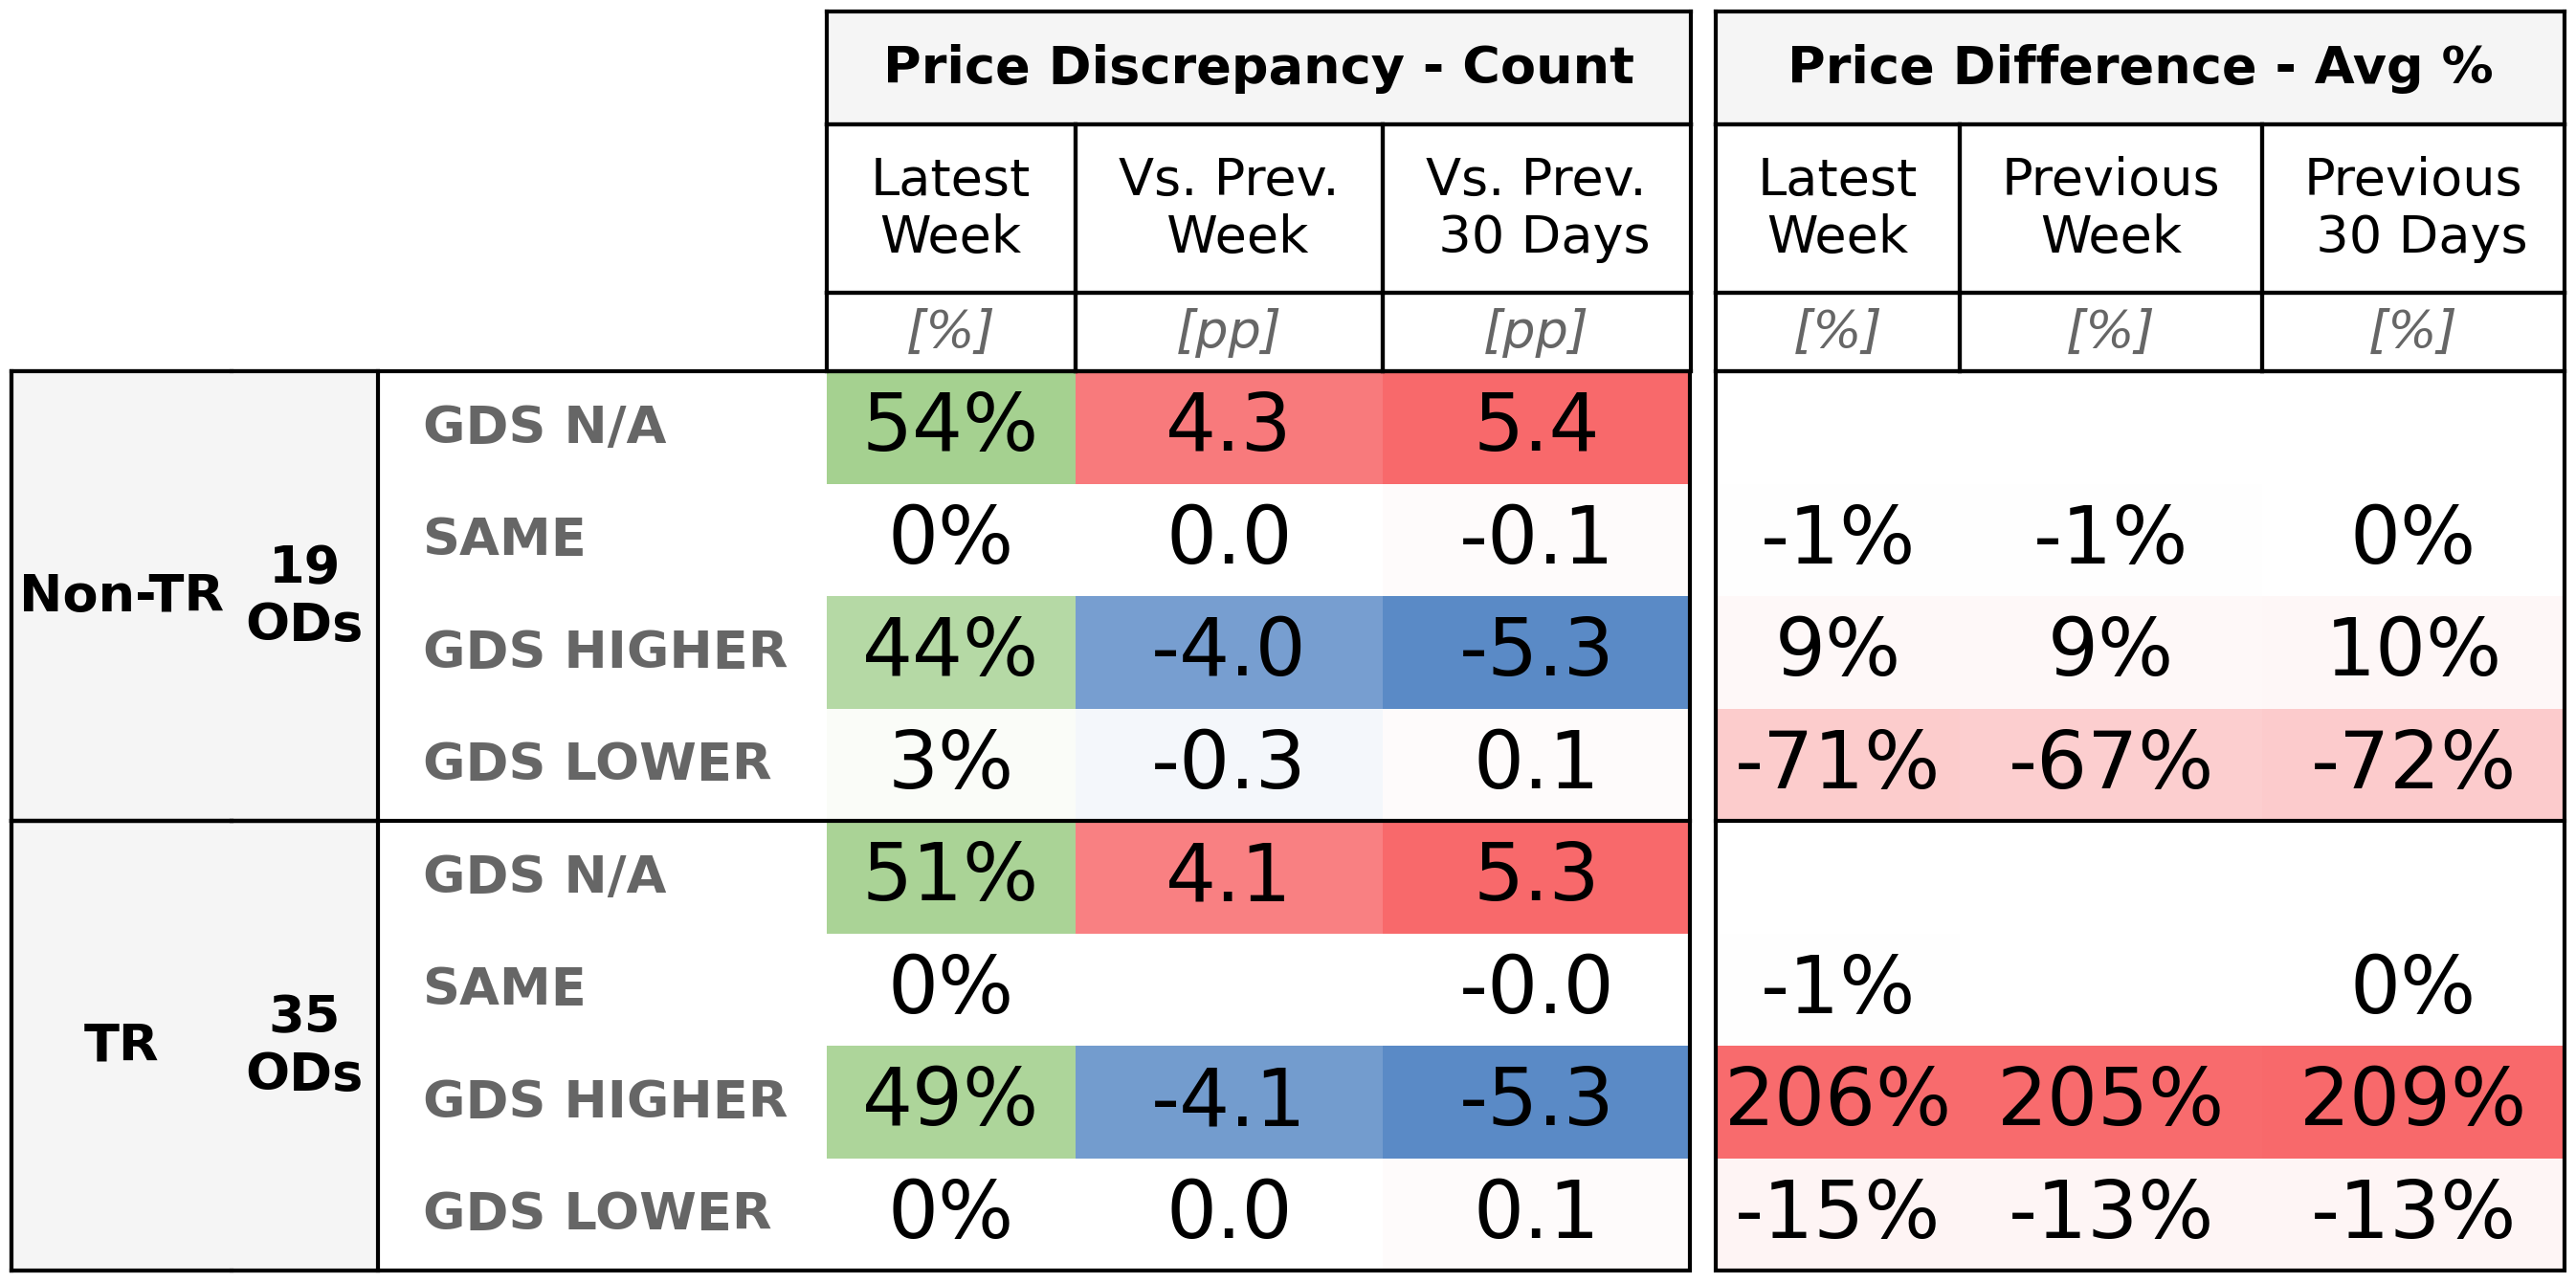 Price Discrepancy - Count Price Difference - Avg %
Latest Week Vs. Prev. Week Vs. Prev. 30 Days Latest Week Previous Week Previous 30 Days
[%] [pp] [pp] [%] [%] [%]
Non-TR 19 ODs
GDS N/A 54% 4.3 5.4
SAME 0% 0.0 -0.1 -1% -1% 0%
GDS HIGHER 44% -4.0 -5.3 9% 9% 10%
GDS LOWER 3% -0.3 0.1 -71% -67% -72%
TR 35 ODs
GDS N/A 51% 4.1 5.3
SAME 0% -0.0 -1% 0%
GDS HIGHER 49% -4.1 -5.3 206% 205% 209%
GDS LOWER 0% 0.0 0.1 -15% -13% -13%